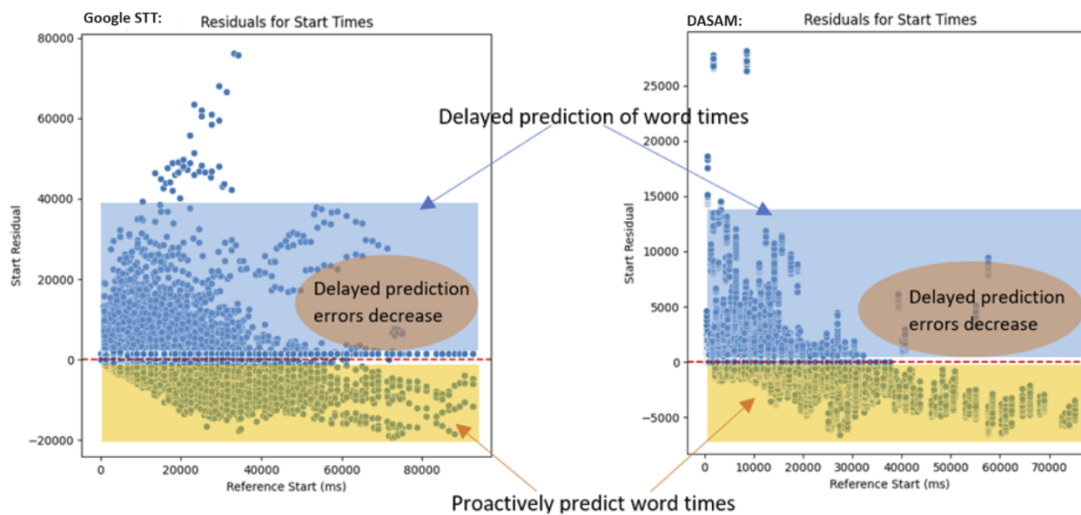 Google STT:
Residuals for Start Times
80000
60000
40000
20000
0
−20000
Start Residual
0
20000
40000
60000
80000
Reference Start (ms)
Delayed prediction
errors decrease
Delayed prediction of word times
Proactively predict word times
DASAM:
Residuals for Start Times
25000
20000
15000
10000
5000
0
−5000
Start Residual
0
10000
20000
30000
40000
50000
60000
70000
Reference Start (ms)
Delayed prediction
errors decrease